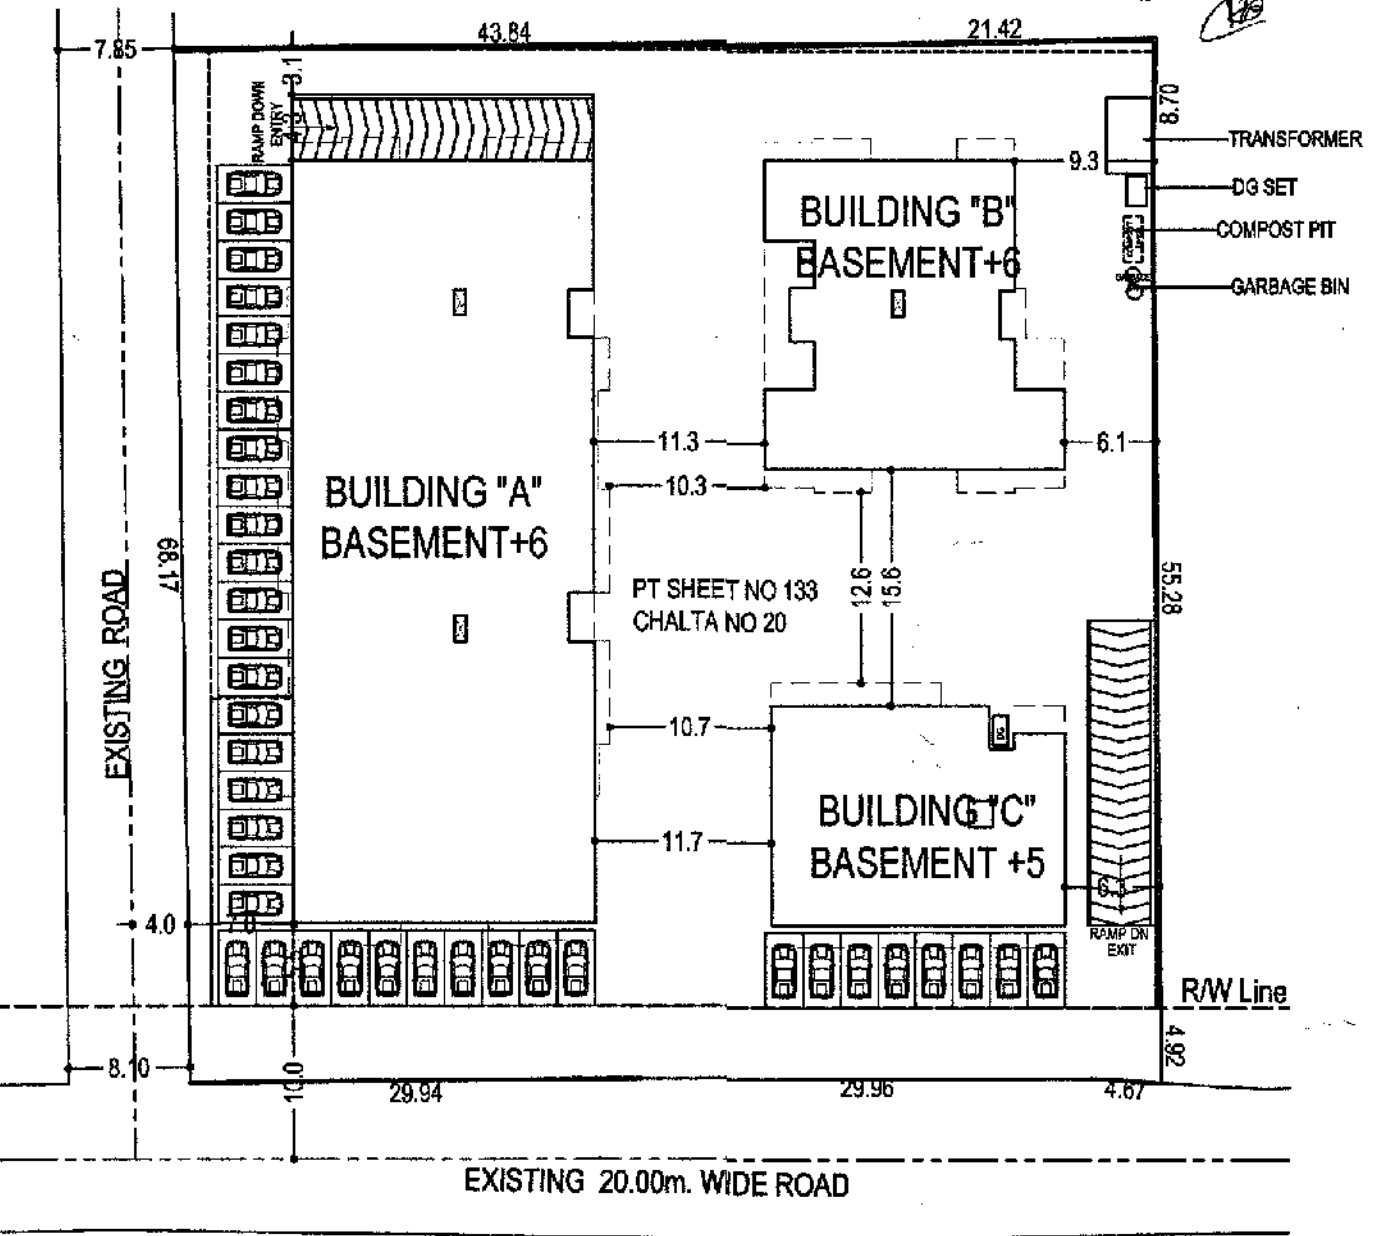 43.84
21.42
7.85
3.1
RAMP DOWN
ENTRY
4.3
8.70
TRANSFORMER
9.3
DG SET
BUILDING "B"
BASEMENT+6
COMPOST PIT
GARBAGE BIN
11.3
6.1
10.3
BUILDING "A"
BASEMENT+6
68.17
EXISTING ROAD
12.6
15.6
55.28
PT SHEET NO 133
CHALTA NO 20
10.7
DG
BUILDING "C"
BASEMENT +5
11.7
6.3
4.0
7.0
RAMP DN
EXIT
R/W Line
4.92
8.10
10.0
29.94
29.96
4.67
EXISTING 20.00m. WIDE ROAD